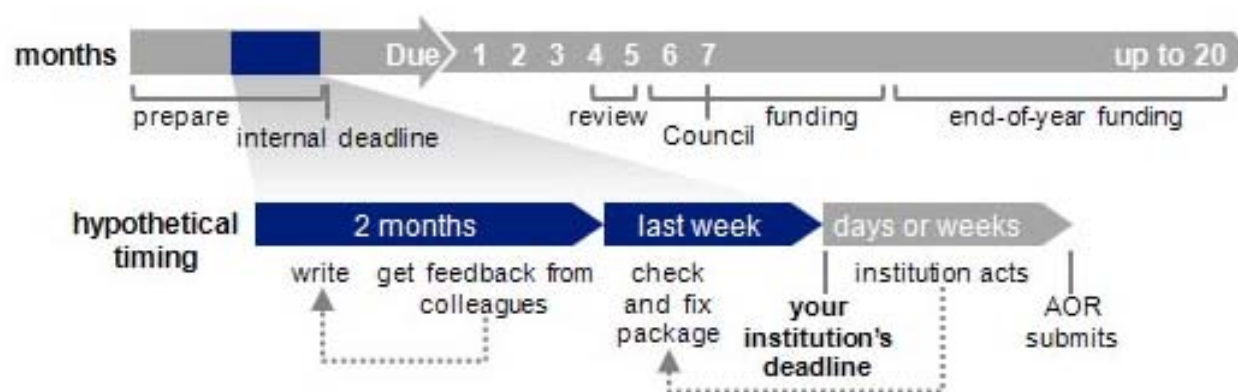 months Due 1 2 3 4 5 6 7 up to 20
prepare
internal deadline
review
Council
funding
end-of-year funding
hypothetical
timing
2 months
last week
days or weeks
write
get feedback from
colleagues
check
and fix
package
your
institution's
deadline
institution acts
AOR
submits